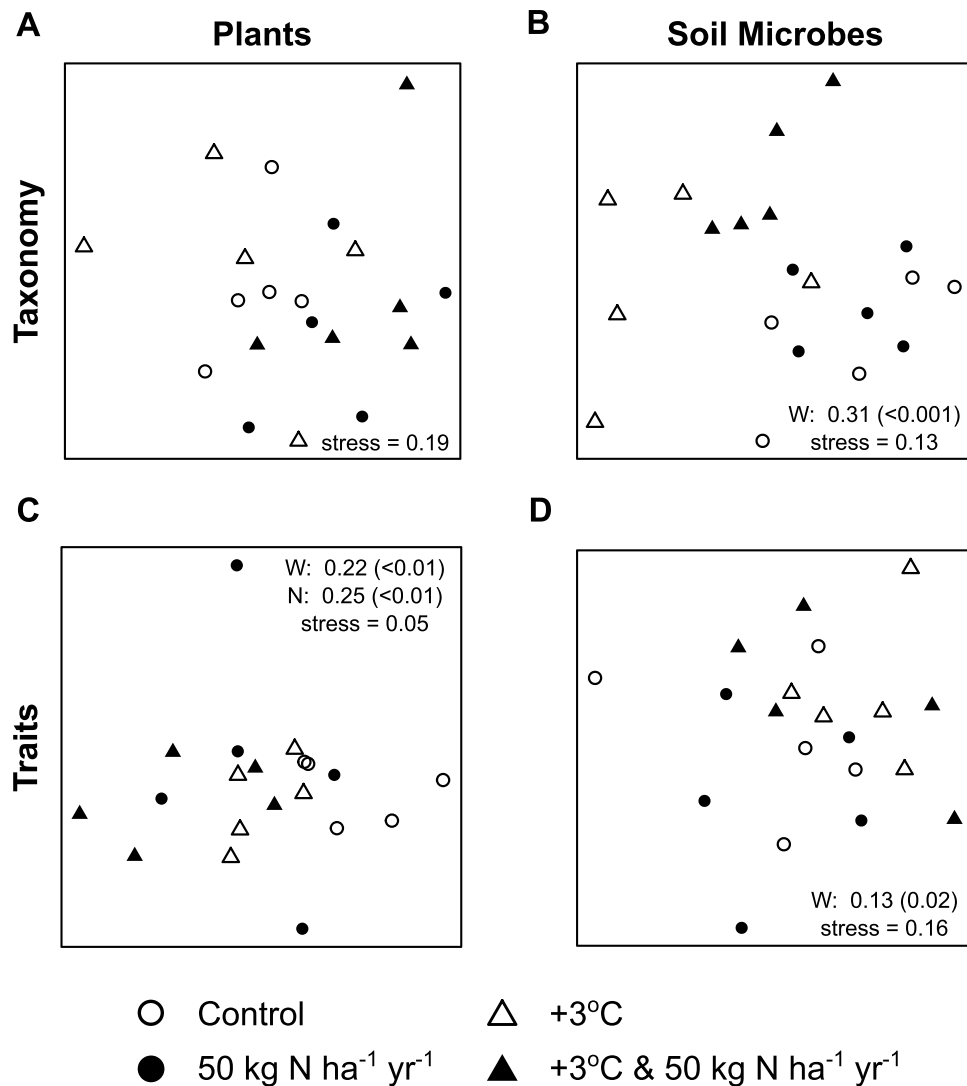 A
Plants
B
Soil Microbes
Taxonomy
stress = 0.19
W: 0.31 (<0.001)
stress = 0.13
C
D
Traits
W: 0.22 (<0.01)
N: 0.25 (<0.01)
stress = 0.05
W: 0.13 (0.02)
stress = 0.16
Control
+3°C
50 kg N ha⁻¹ yr⁻¹
+3°C & 50 kg N ha⁻¹ yr⁻¹